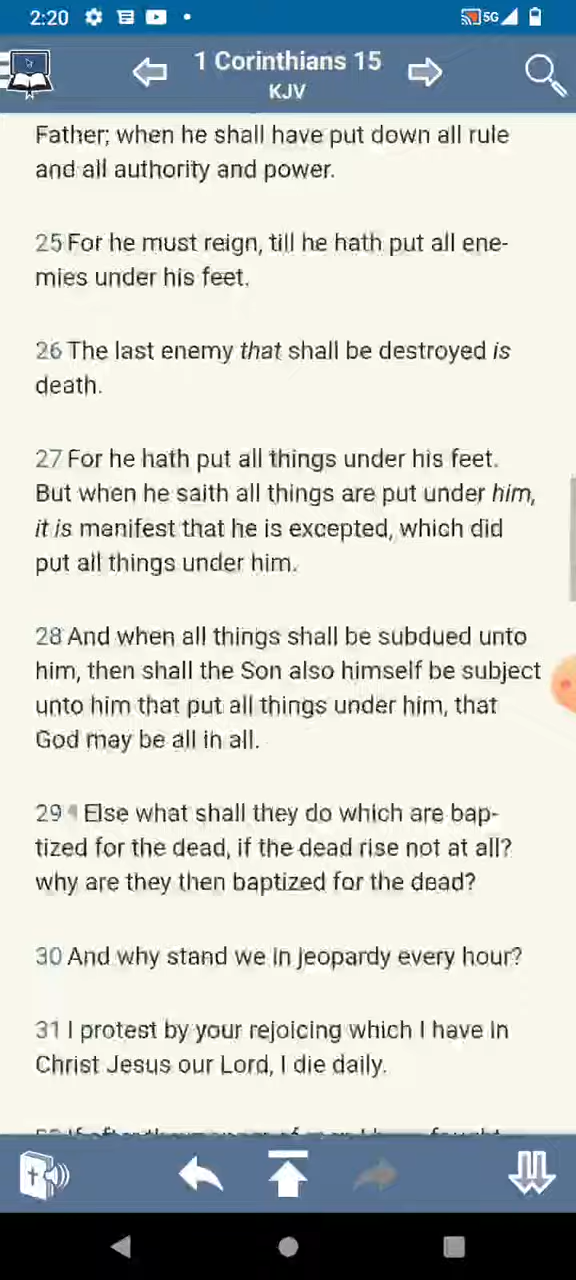 2:20
5G
1 Corinthians 15
KJV
Father; when he shall have put down all rule
and all authority and power.
25 For he must reign, till he hath put all ene-
mies under his feet.
26 The last enemy that shall be destroyed is
death.
27 For he hath put all things under his feet.
But when he saith all things are put under him,
it is manifest that he is excepted, which did
put all things under him.
28 And when all things shall be subdued unto
him, then shall the Son also himself be subject
unto him that put all things under him, that
God may be all in all.
29 ¶ Else what shall they do which are bap-
tized for the dead, if the dead rise not at all?
why are they then baptized for the dead?
30 And why stand we in jeopardy every hour?
31 I protest by your rejoicing which I have in
Christ Jesus our Lord, I die daily.